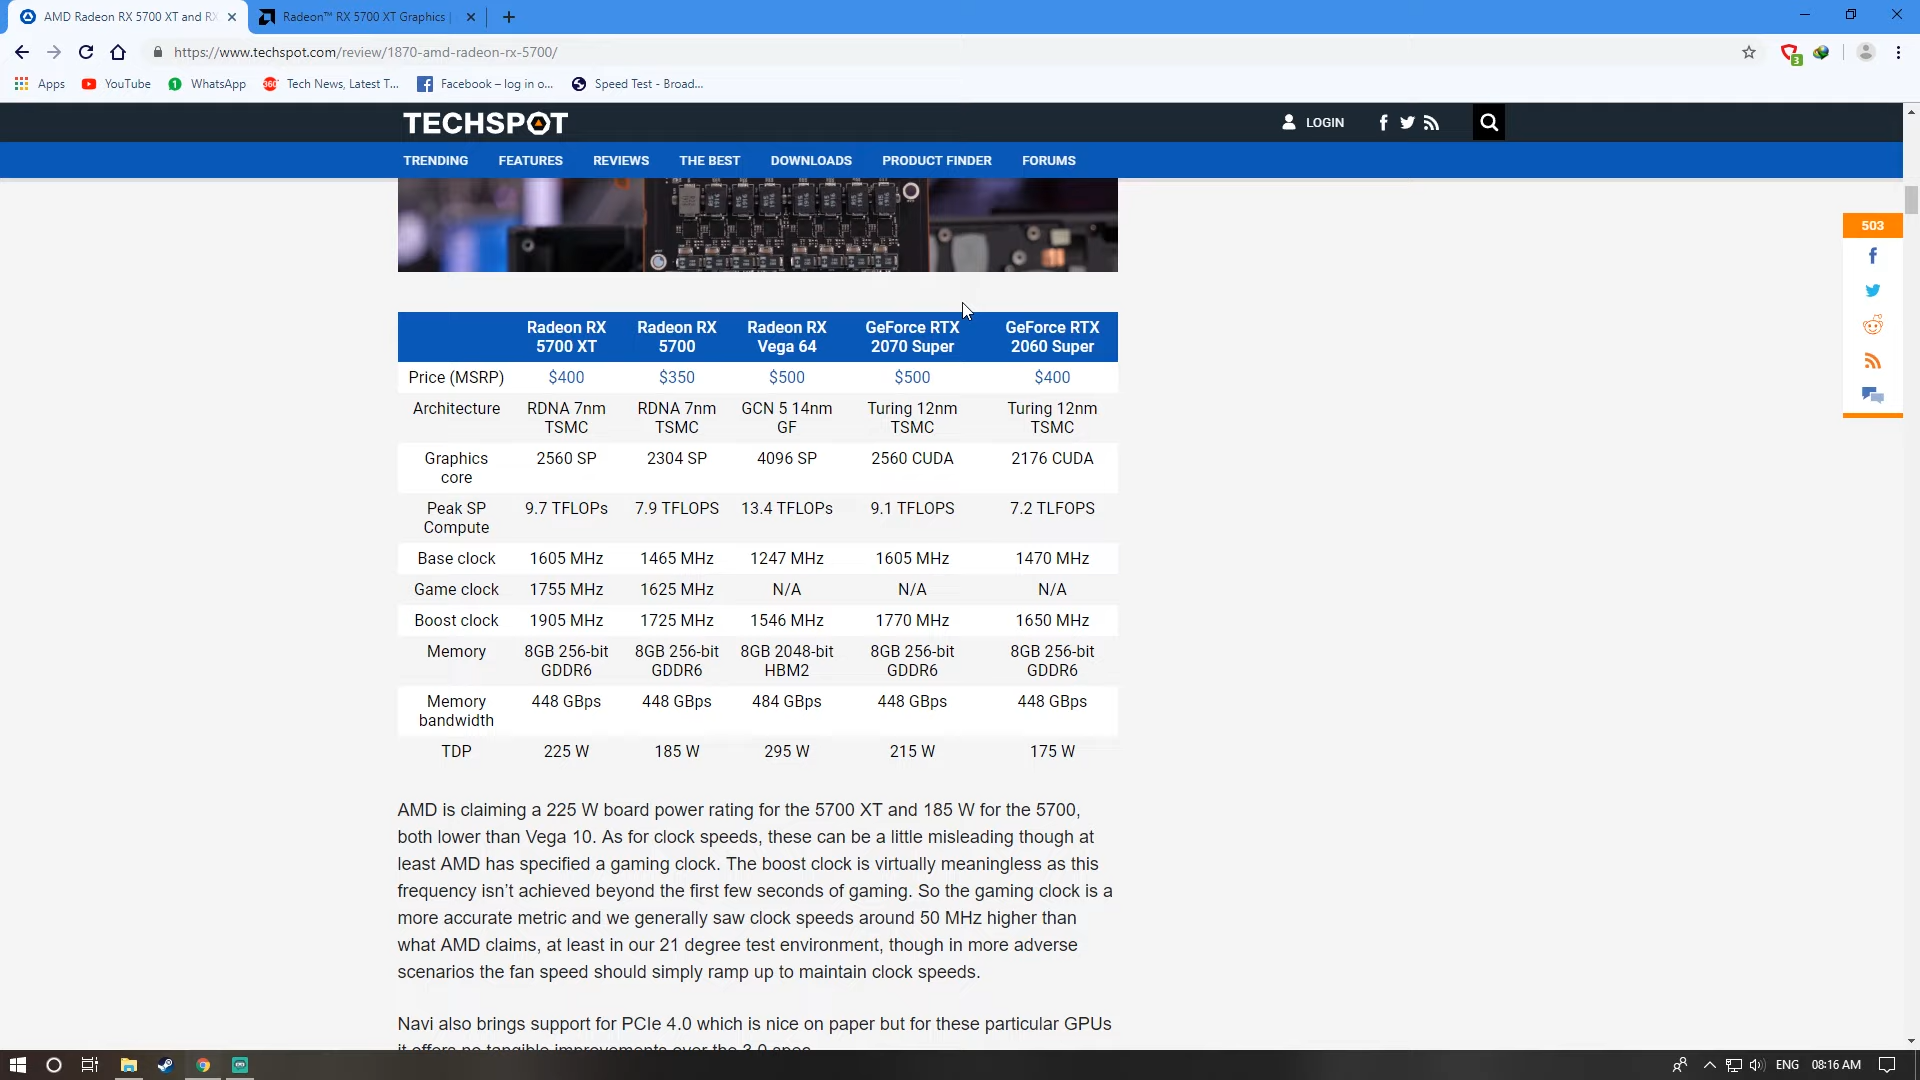 AMD Radeon RX 5700 XT and RX
Radeon™ RX 5700 XT Graphics |
https://www.techspot.com/review/1870-amd-radeon-rx-5700/
3
Apps YouTube 1 WhatsApp 360 Tech News, Latest T... Facebook – log in o... Speed Test - Broad...
TECHSPOT
LOGIN
TRENDING FEATURES REVIEWS THE BEST DOWNLOADS PRODUCT FINDER FORUMS
503
Radeon RX 5700 XT Radeon RX 5700 Radeon RX Vega 64 GeForce RTX 2070 Super GeForce RTX 2060 Super
Price (MSRP) $400 $350 $500 $500 $400
Architecture RDNA 7nm TSMC RDNA 7nm TSMC GCN 5 14nm GF Turing 12nm TSMC Turing 12nm TSMC
Graphics core 2560 SP 2304 SP 4096 SP 2560 CUDA 2176 CUDA
Peak SP Compute 9.7 TFLOPs 7.9 TFLOPS 13.4 TFLOPs 9.1 TFLOPS 7.2 TLFOPS
Base clock 1605 MHz 1465 MHz 1247 MHz 1605 MHz 1470 MHz
Game clock 1755 MHz 1625 MHz N/A N/A N/A
Boost clock 1905 MHz 1725 MHz 1546 MHz 1770 MHz 1650 MHz
Memory 8GB 256-bit GDDR6 8GB 256-bit GDDR6 8GB 2048-bit HBM2 8GB 256-bit GDDR6 8GB 256-bit GDDR6
Memory bandwidth 448 GBps 448 GBps 484 GBps 448 GBps 448 GBps
TDP 225 W 185 W 295 W 215 W 175 W
AMD is claiming a 225 W board power rating for the 5700 XT and 185 W for the 5700,
both lower than Vega 10. As for clock speeds, these can be a little misleading though at
least AMD has specified a gaming clock. The boost clock is virtually meaningless as this
frequency isn't achieved beyond the first few seconds of gaming. So the gaming clock is a
more accurate metric and we generally saw clock speeds around 50 MHz higher than
what AMD claims, at least in our 21 degree test environment, though in more adverse
scenarios the fan speed should simply ramp up to maintain clock speeds.
Navi also brings support for PCIe 4.0 which is nice on paper but for these particular GPUs
it offers no tangible improvements over the 3.0 spec.
ENG 08:16 AM